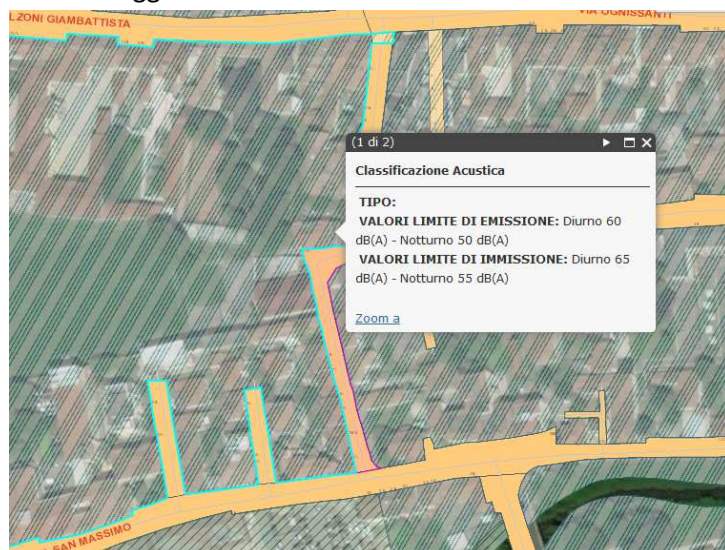 LZONI GIAMBATTISTA
VIA OGNISSANTI
(1 di 2)
Classificazione Acustica
TIPO:
VALORI LIMITE DI EMISSIONE: Diurno 60
dB(A) - Notturno 50 dB(A)
VALORI LIMITE DI IMMISSIONE: Diurno 65
dB(A) - Notturno 55 dB(A)
Zoom a
SAN MASSIMO